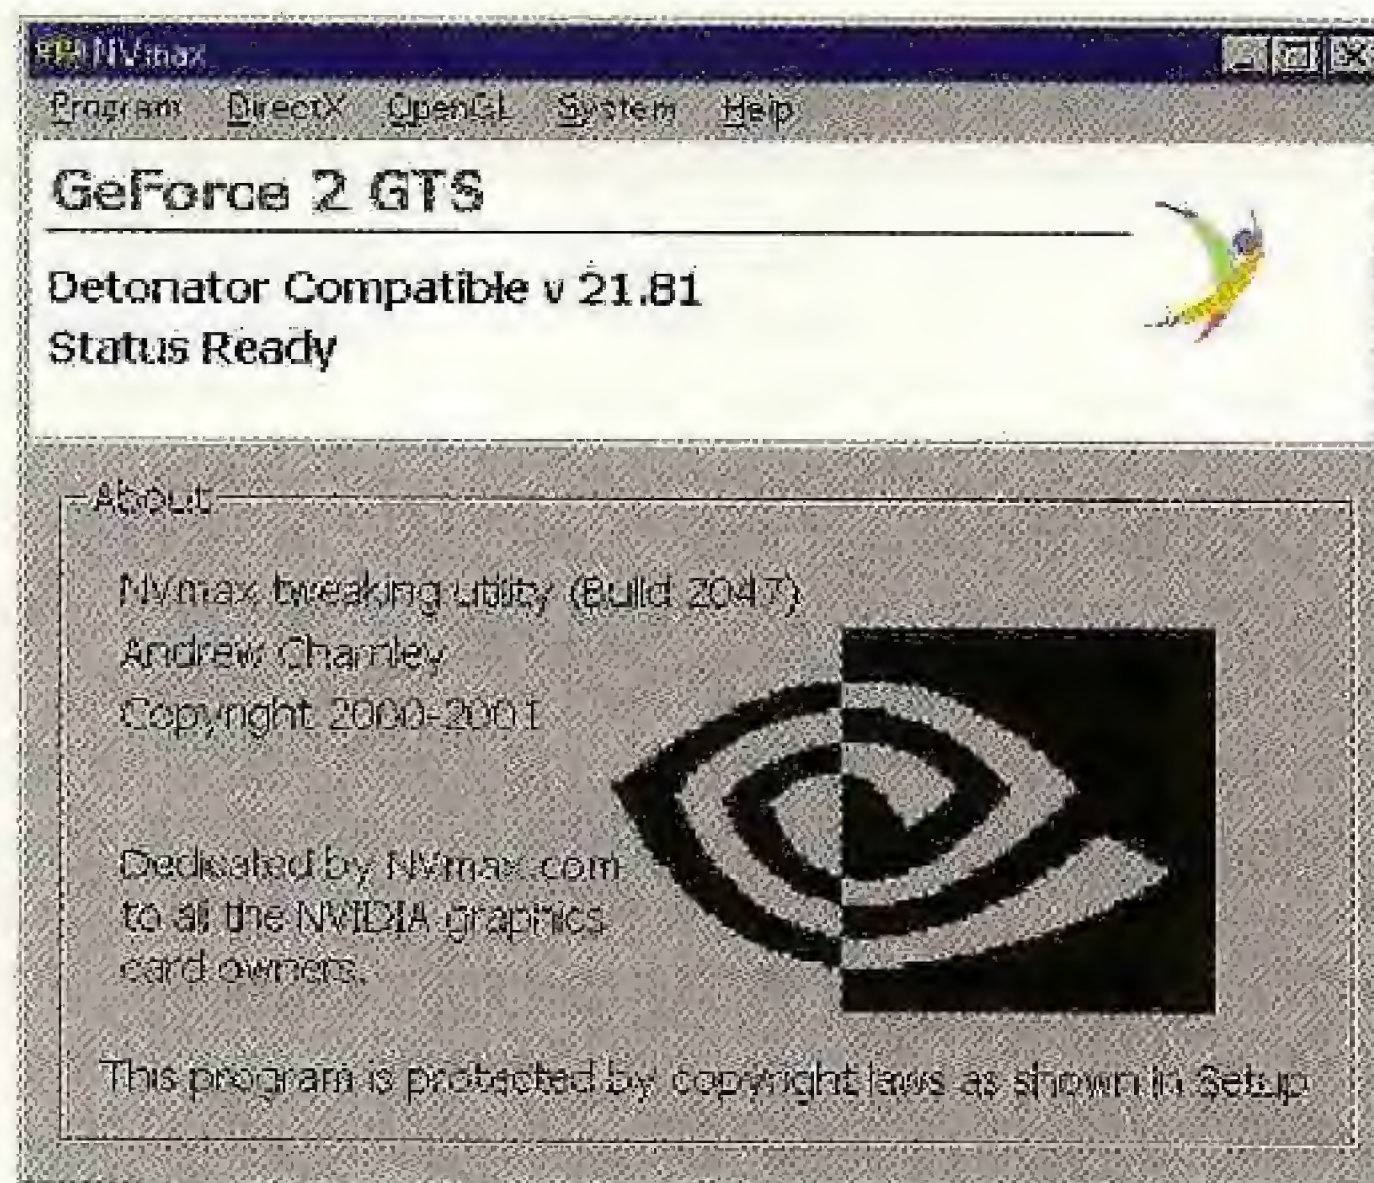 NVmax
Program DirectX OpenGL System Help
GeForce 2 GTS
Detonator Compatible v 21.81
Status Ready
About
NVmax tweaking utility (Build 2047)
Andrew Charnley
Copyright 2000-2001
Dedicated by NVmax.com
to all the NVIDIA graphics
card owners.
This program is protected by copyright laws as shown in Setup